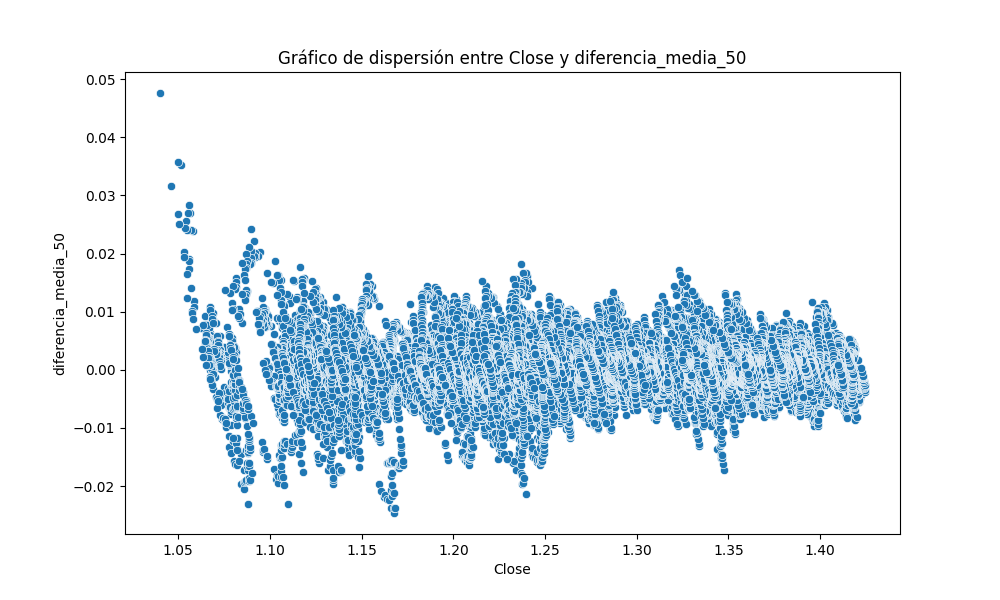 Gráfico de dispersión entre Close y diferencia_media_50
0.05
0.04
0.03
0.02
0.01
0.00
−0.01
−0.02
diferencia_media_50
1.05 1.10 1.15 1.20 1.25 1.30 1.35 1.40
Close